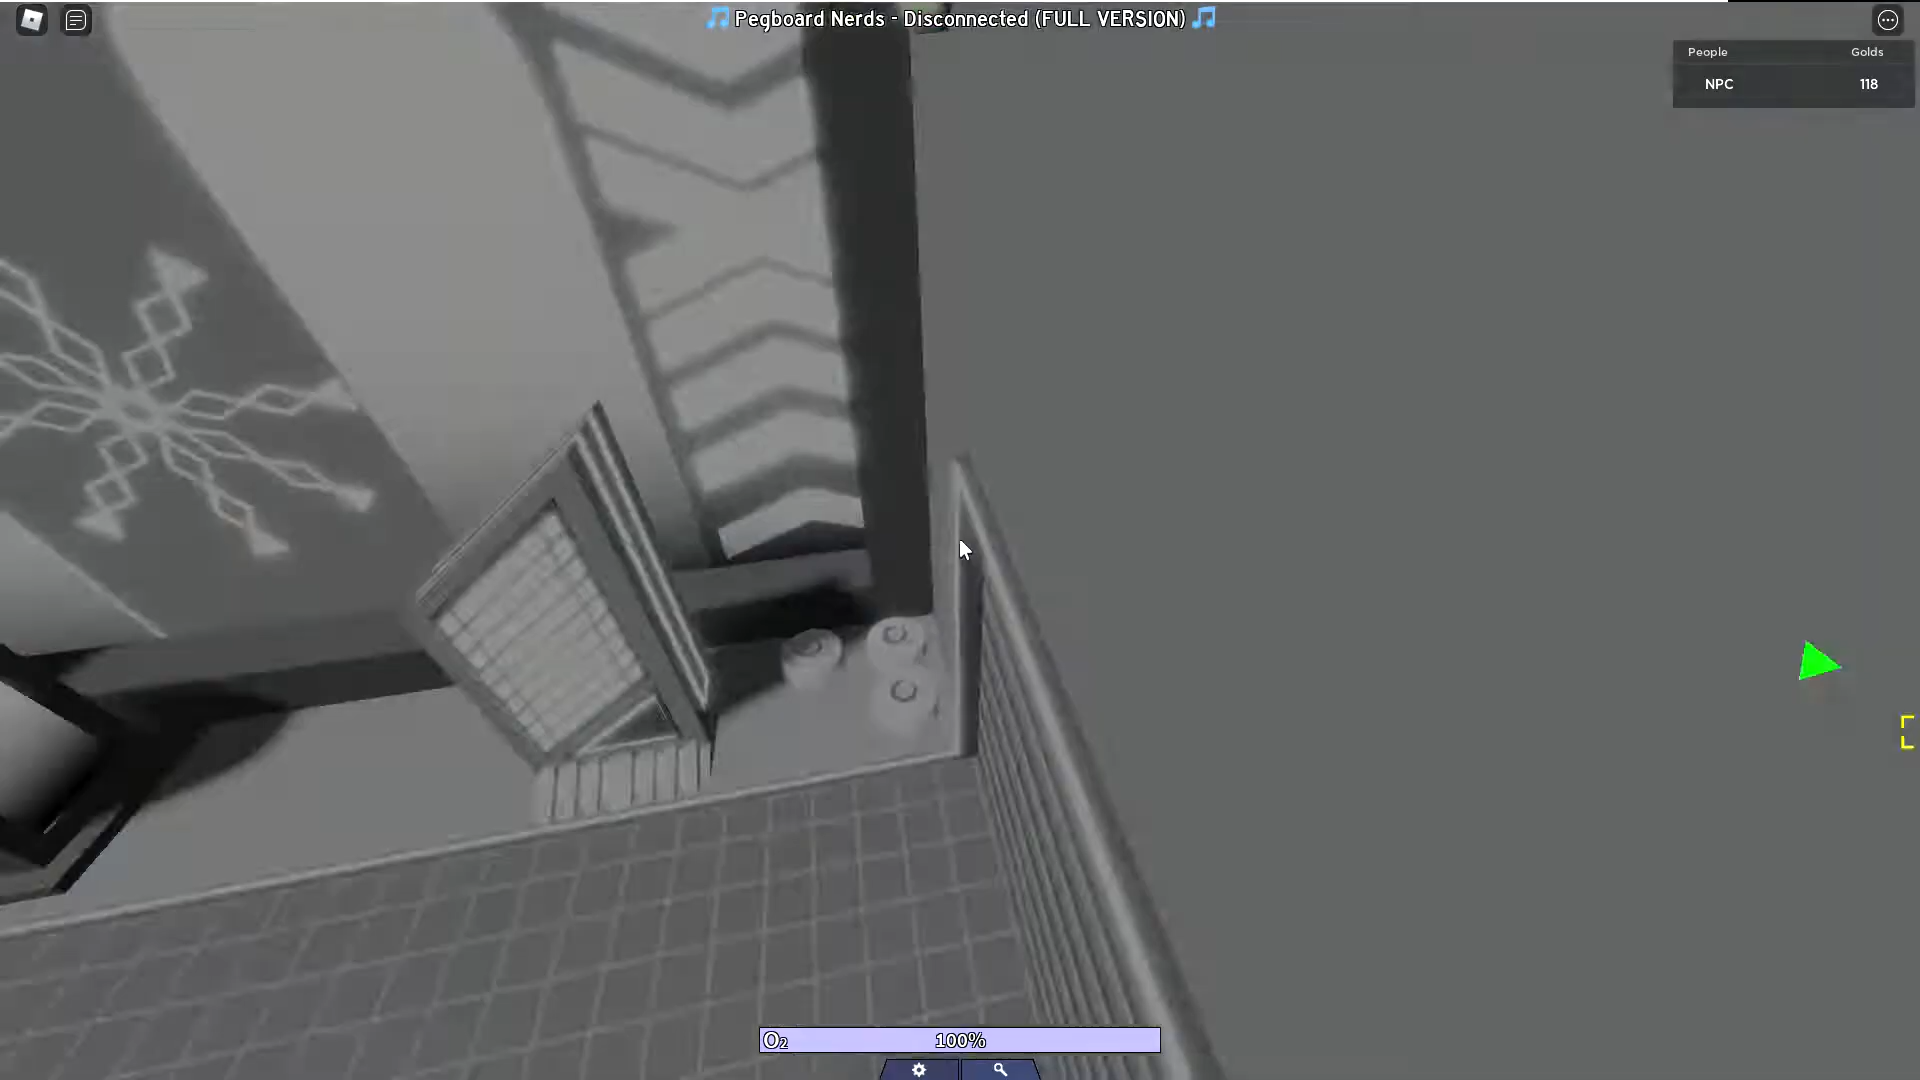 🎵 Pegboard Nerds - Disconnected (FULL VERSION) 🎵
People Golds
NPC 118
O₂ 100%